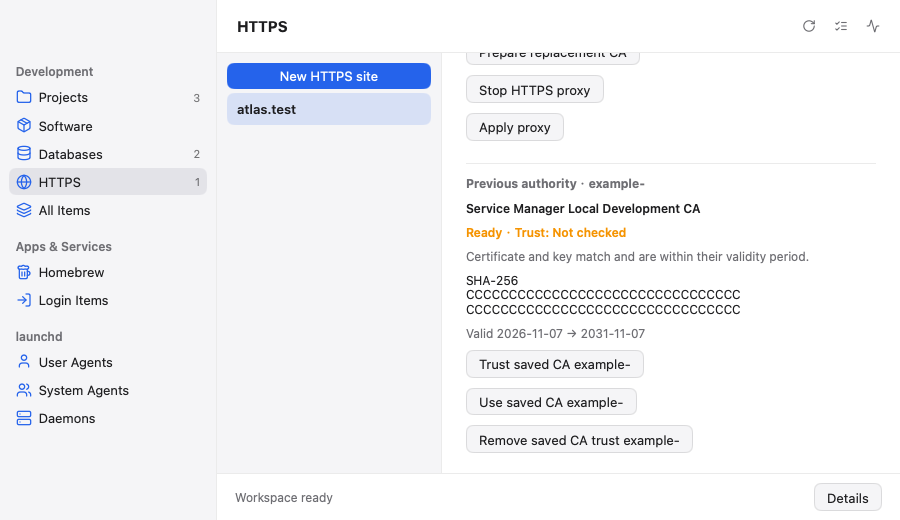 HTTPS
Development
Projects 3
Software
Databases 2
HTTPS 1
All Items
Apps & Services
Homebrew
Login Items
launchd
User Agents
System Agents
Daemons
New HTTPS site
atlas.test
Prepare replacement CA
Stop HTTPS proxy
Apply proxy
Previous authority · example-
Service Manager Local Development CA
Ready · Trust: Not checked
Certificate and key match and are within their validity period.
SHA-256
CCCCCCCCCCCCCCCCCCCCCCCCCCCCCCCC
CCCCCCCCCCCCCCCCCCCCCCCCCCCCCCCC
Valid 2026-11-07 → 2031-11-07
Trust saved CA example-
Use saved CA example-
Remove saved CA trust example-
Workspace ready
Details